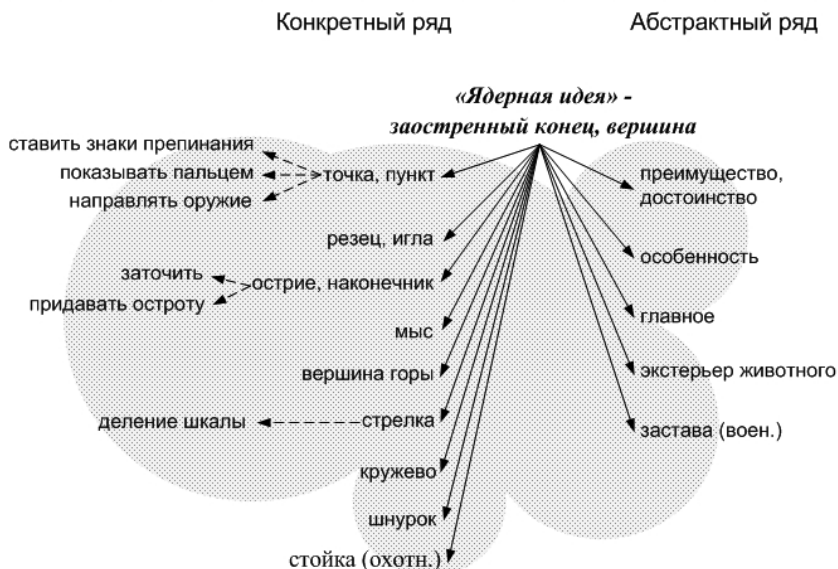 Конкретный ряд
Абстрактный ряд
«Ядерная идея» -
заостренный конец, вершина
ставить знаки препинания
показывать пальцем
направлять оружие
точка, пункт
резец, игла
заточить
придавать остроту
острие, наконечник
мыс
вершина горы
деление шкалы
стрелка
кружево
шнурок
стойка (охотн.)
преимущество,
достоинство
особенность
главное
экстерьер животного
застава (воен.)